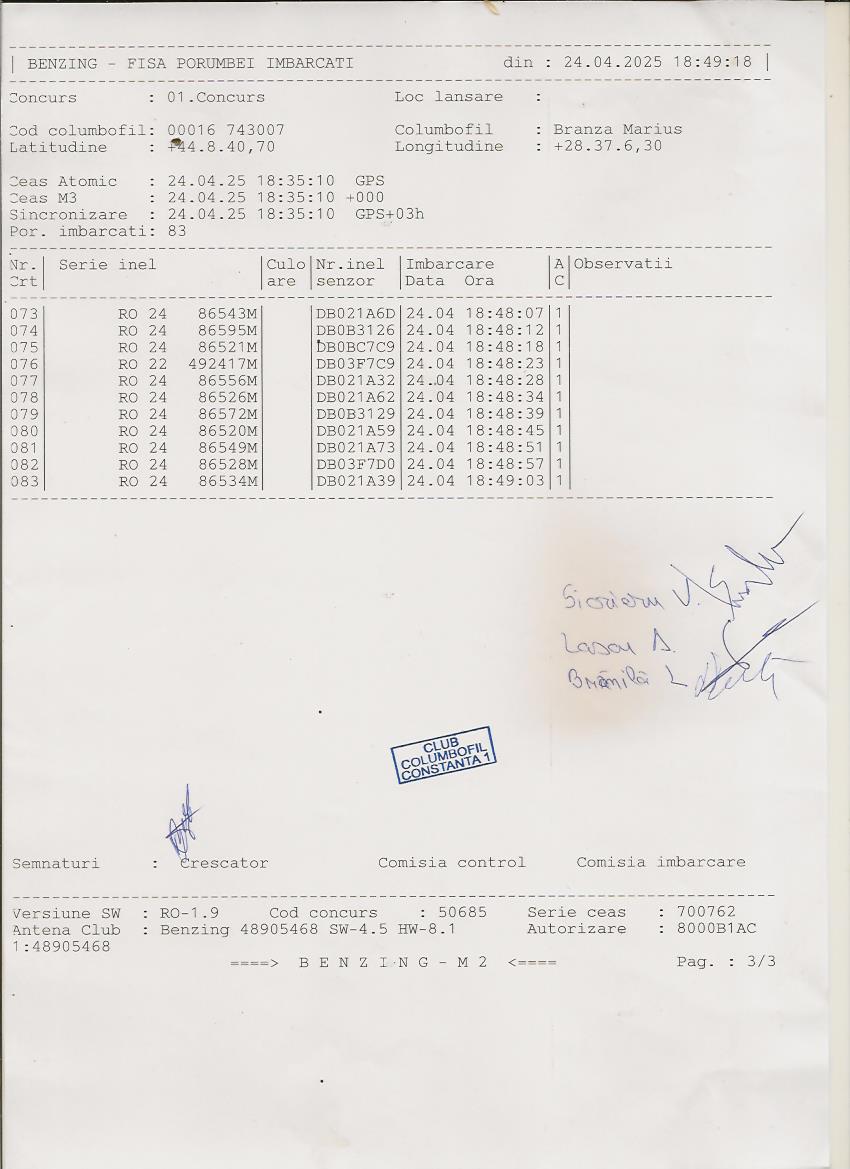 BENZING - FISA PORUMBEI IMBARCATI din : 24.04.2025 18:49:18
Concurs : 01.Concurs Loc lansare :
Cod columbofil: 00016 743007 Columbofil : Branza Marius
Latitudine : +44.8.40,70 Longitudine : +28.37.6,30
Ceas Atomic : 24.04.25 18:35:10 GPS
Ceas M3 : 24.04.25 18:35:10 +000
Sincronizare : 24.04.25 18:35:10 GPS+03h
Por. imbarcati: 83
Nr. Serie inel Culo Nr.inel Imbarcare A Observatii
Crt are senzor Data Ora C
073 RO 24 86543M DB021A6D 24.04 18:48:07 1
074 RO 24 86595M DB0B3126 24.04 18:48:12 1
075 RO 24 86521M DB0BC7C9 24.04 18:48:18 1
076 RO 22 492417M DB03F7C9 24.04 18:48:23 1
077 RO 24 86556M DB021A32 24.04 18:48:28 1
078 RO 24 86526M DB021A62 24.04 18:48:34 1
079 RO 24 86572M DB0B3129 24.04 18:48:39 1
080 RO 24 86520M DB021A59 24.04 18:48:45 1
081 RO 24 86549M DB021A73 24.04 18:48:51 1
082 RO 24 86528M DB03F7D0 24.04 18:48:57 1
083 RO 24 86534M DB021A39 24.04 18:49:03 1
V.
A.
Brănilă L
CLUB
COLUMBOFIL
CONSTANTA 1
Semnaturi : Crescator Comisia control Comisia imbarcare
Versiune SW : RO-1.9 Cod concurs : 50685 Serie ceas : 700762
Antena Club : Benzing 48905468 SW-4.5 HW-8.1 Autorizare : 8000B1AC
1:48905468
====> B E N Z I N G - M 2 <==== Pag. : 3/3